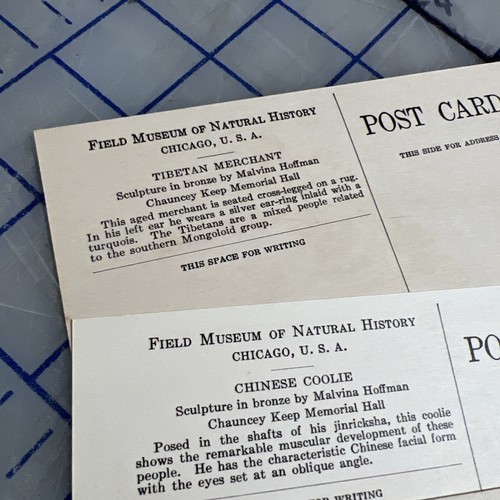 FIELD MUSEUM OF NATURAL HISTORY
CHICAGO, U. S. A.
TIBETAN MERCHANT
Sculpture in bronze by Malvina Hoffman
Chauncey Keep Memorial Hall
This aged merchant is seated cross-legged on a rug.
In his left ear he wears a silver ear-ring inlaid with a
turquois. The Tibetans are a mixed people related
to the southern Mongoloid group.
THIS SPACE FOR WRITING
POST CARD
THIS SIDE FOR ADDRESS
FIELD MUSEUM OF NATURAL HISTORY
CHICAGO, U. S. A.
CHINESE COOLIE
Sculpture in bronze by Malvina Hoffman
Chauncey Keep Memorial Hall
Posed in the shafts of his jinricksha, this coolie
shows the remarkable muscular development of these
people. He has the characteristic Chinese facial form
with the eyes set at an oblique angle.
FOR WRITING
PO